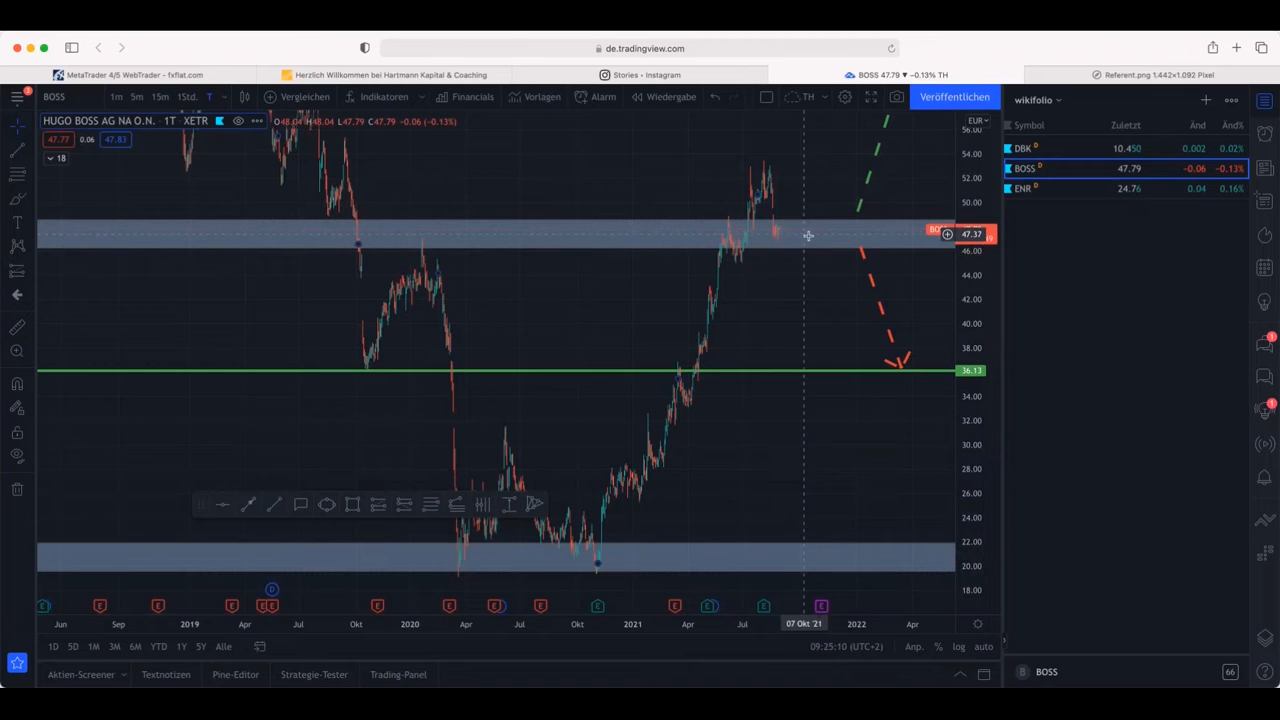 de.tradingview.com
MetaTrader 4/5 WebTrader - fxflat.com
Herzlich Willkommen bei Hartmann Kapital & Coaching
Stories • Instagram
BOSS 47.79 ▼ −0.13% TH
Referent.png 1.442×1.092 Pixel
BOSS 1m 5m 15m 1Std. T Vergleichen Indikatoren Financials Vorlagen Alarm Wiedergabe TH Veröffentlichen
wikifolio
HUGO BOSS AG NA O.N. · 1T · XETR O48.04 H48.04 L47.79 C47.79 −0.06 (−0.13%)
EUR
47.77 0.06 47.83
18
Symbol Zuletzt Änd Änd%
DBK D 10.450 0.002 0.02%
BOSS D 47.79 −0.06 −0.13%
ENR D 24.76 0.04 0.16%
56.00
54.00
52.00
50.00
47.37
46.00
44.00
42.00
40.00
38.00
36.13
34.00
32.00
30.00
28.00
26.00
24.00
22.00
20.00
18.00
D
E E E E E E E E E E E E E E E
Jun Sep 2019 Apr Jul Okt 2020 Apr Jul Okt 2021 Apr Jul 07 Okt '21 2022 Apr
1D 5D 1M 3M 6M YTD 1Y 5Y Alle
09:25:10 (UTC+2) Anp. % log auto
Aktien-Screener Textnotizen Pine-Editor Strategie-Tester Trading-Panel
B BOSS 66